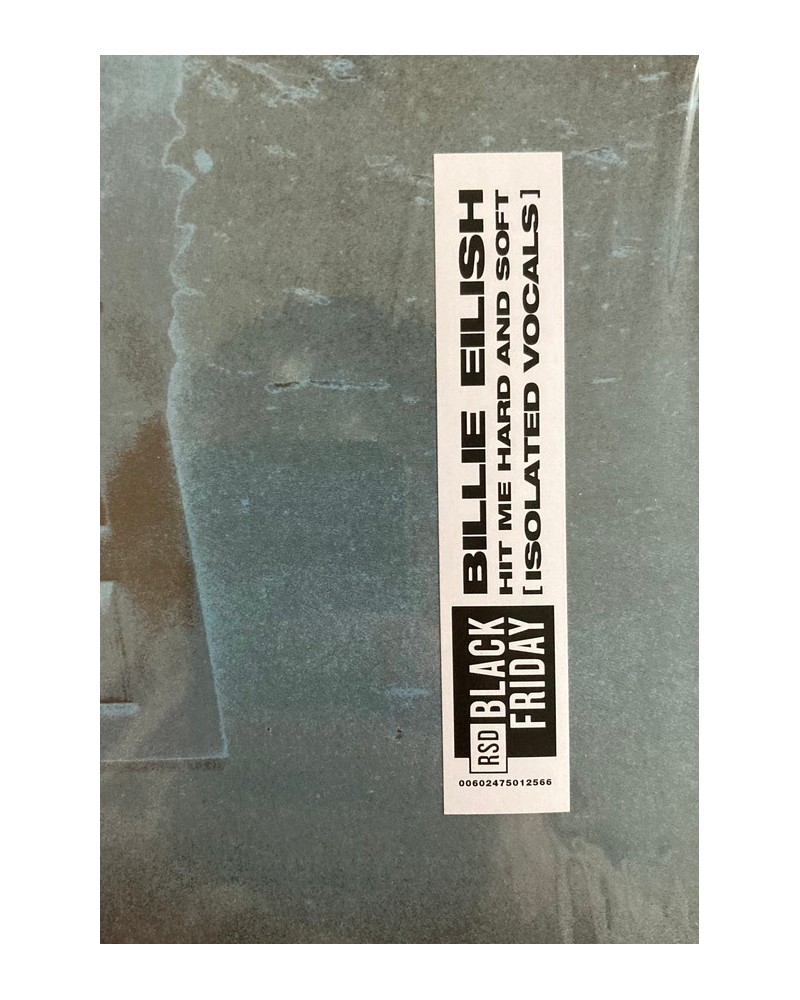 BILLIE EILISH
HIT ME HARD AND SOFT
[ISOLATED VOCALS]
RSD BLACK
FRIDAY
00602475012566